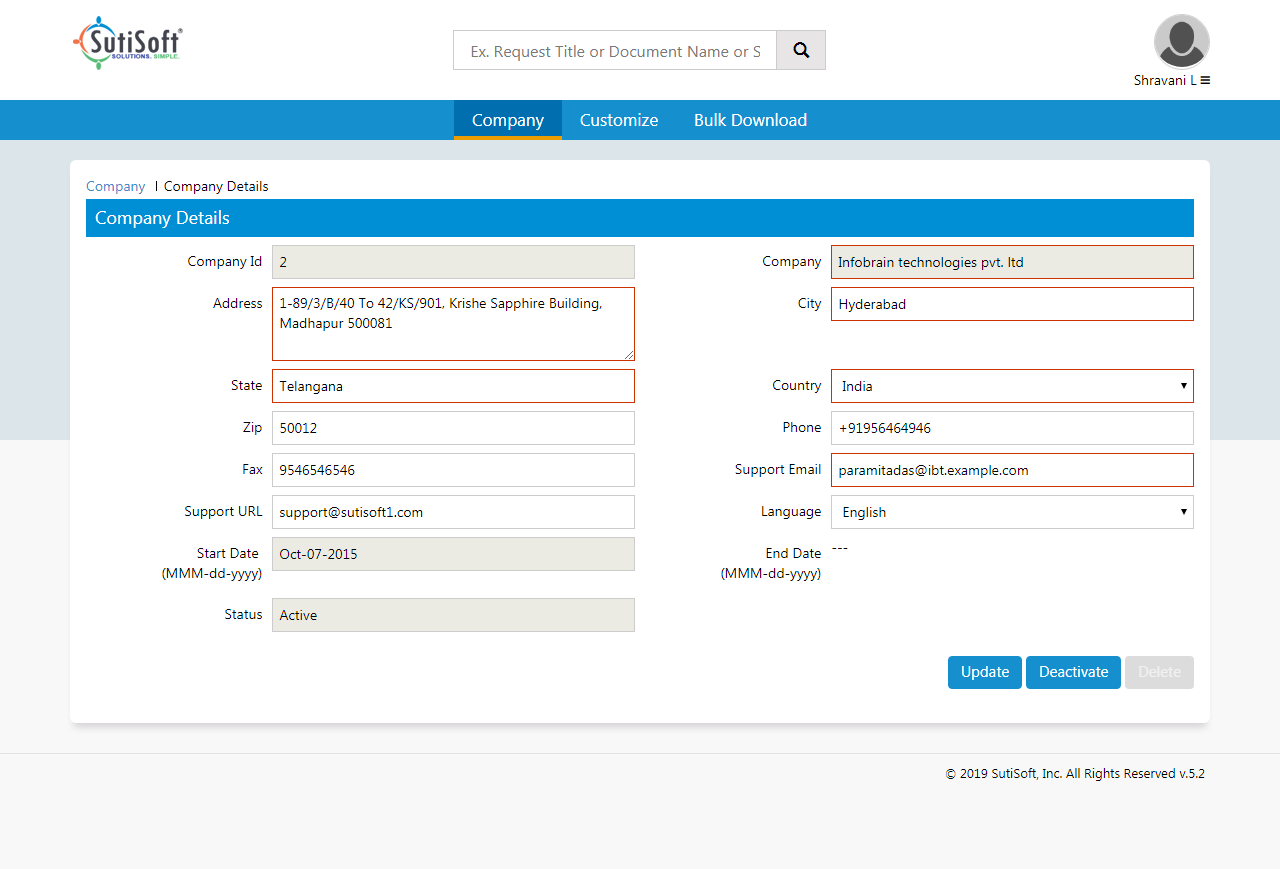 SutiSoft®
SOLUTIONS. SIMPLE.
Ex. Request Title or Document Name or S
Shravani L
Company Customize Bulk Download
Company | Company Details
Company Details
Company Id 2 Company Infobrain technologies pvt. ltd
Address 1-89/3/B/40 To 42/KS/901, Krishe Sapphire Building, City Hyderabad
Madhapur 500081
State Telangana Country India
Zip 50012 Phone +91956464946
Fax 9546546546 Support Email paramitadas@ibt.example.com
Support URL support@sutisoft1.com Language English
Start Date Oct-07-2015 End Date ---
(MMM-dd-yyyy) (MMM-dd-yyyy)
Status Active
Update Deactivate Delete
© 2019 SutiSoft, Inc. All Rights Reserved v.5.2